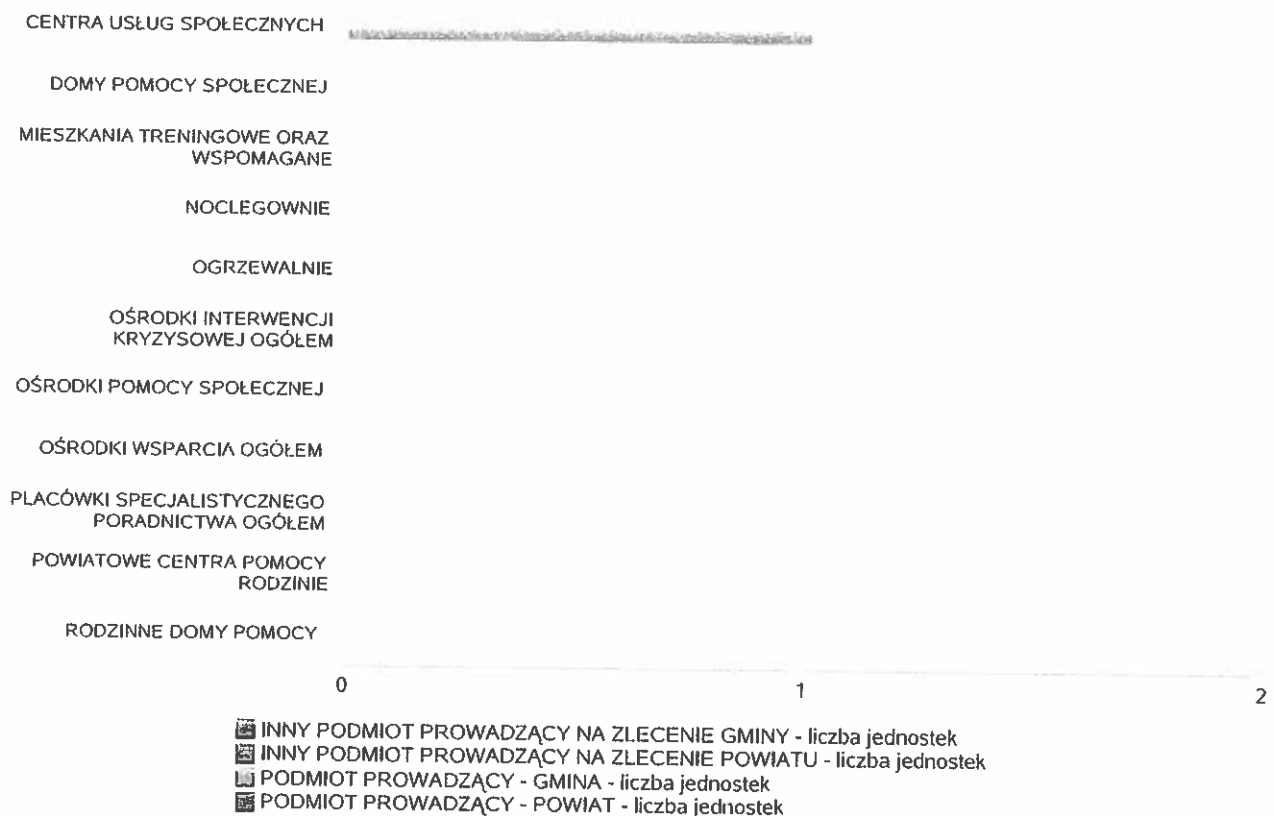 CENTRA USŁUG SPOŁECZNYCH
DOMY POMOCY SPOŁECZNEJ
MIESZKANIA TRENINGOWE ORAZ
WSPOMAGANE
NOCLEGOWNIE
OGRZEWALNIE
OŚRODKI INTERWENCJI
KRYZYSOWEJ OGÓŁEM
OŚRODKI POMOCY SPOŁECZNEJ
OŚRODKI WSPARCIA OGÓŁEM
PLACÓWKI SPECJALISTYCZNEGO
PORADNICTWA OGÓŁEM
POWIATOWE CENTRA POMOCY
RODZINIE
RODZINNE DOMY POMOCY
0 1 2
INNY PODMIOT PROWADZĄCY NA ZLECENIE GMINY - liczba jednostek
INNY PODMIOT PROWADZĄCY NA ZLECENIE POWIATU - liczba jednostek
PODMIOT PROWADZĄCY - GMINA - liczba jednostek
PODMIOT PROWADZĄCY - POWIAT - liczba jednostek